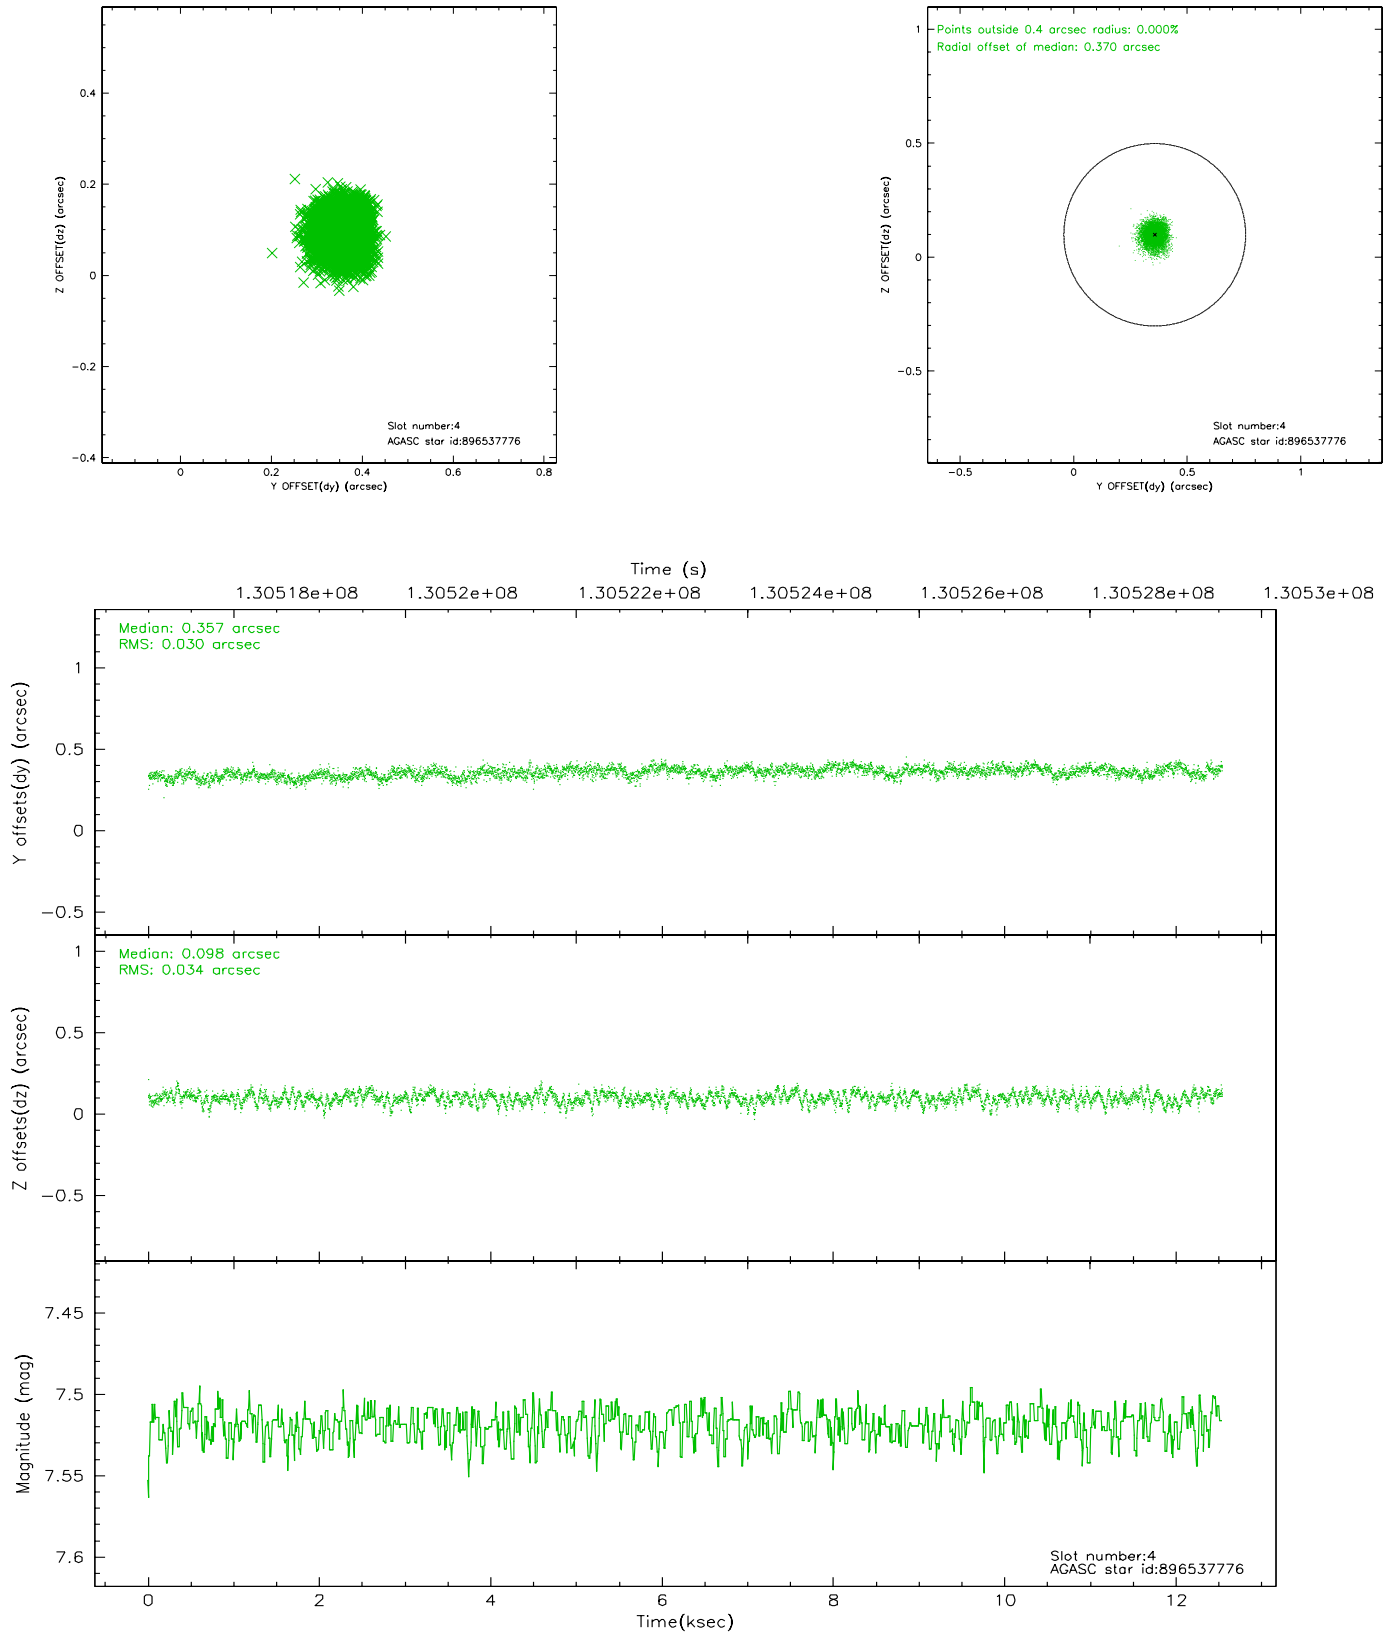 0.4
0.2
0
−0.2
−0.4
Z OFFSET(dz) (arcsec)
Slot number:4
AGASC star id:896537776
0 0.2 0.4 0.6 0.8
Y OFFSET(dy) (arcsec)
Points outside 0.4 arcsec radius: 0.000%
Radial offset of median: 0.370 arcsec
1
0.5
0
−0.5
Z OFFSET(dz) (arcsec)
Slot number:4
AGASC star id:896537776
−0.5 0 0.5 1
Y OFFSET(dy) (arcsec)
Time (s)
1.30518e+08 1.3052e+08 1.30522e+08 1.30524e+08 1.30526e+08 1.30528e+08 1.3053e+08
Median: 0.357 arcsec
RMS: 0.030 arcsec
1
0.5
0
−0.5
Y offsets(dy) (arcsec)
Median: 0.098 arcsec
RMS: 0.034 arcsec
1
0.5
0
−0.5
Z offsets(dz) (arcsec)
7.45
7.5
7.55
7.6
Magnitude (mag)
Slot number:4
AGASC star id:896537776
0 2 4 6 8 10 12
Time(ksec)